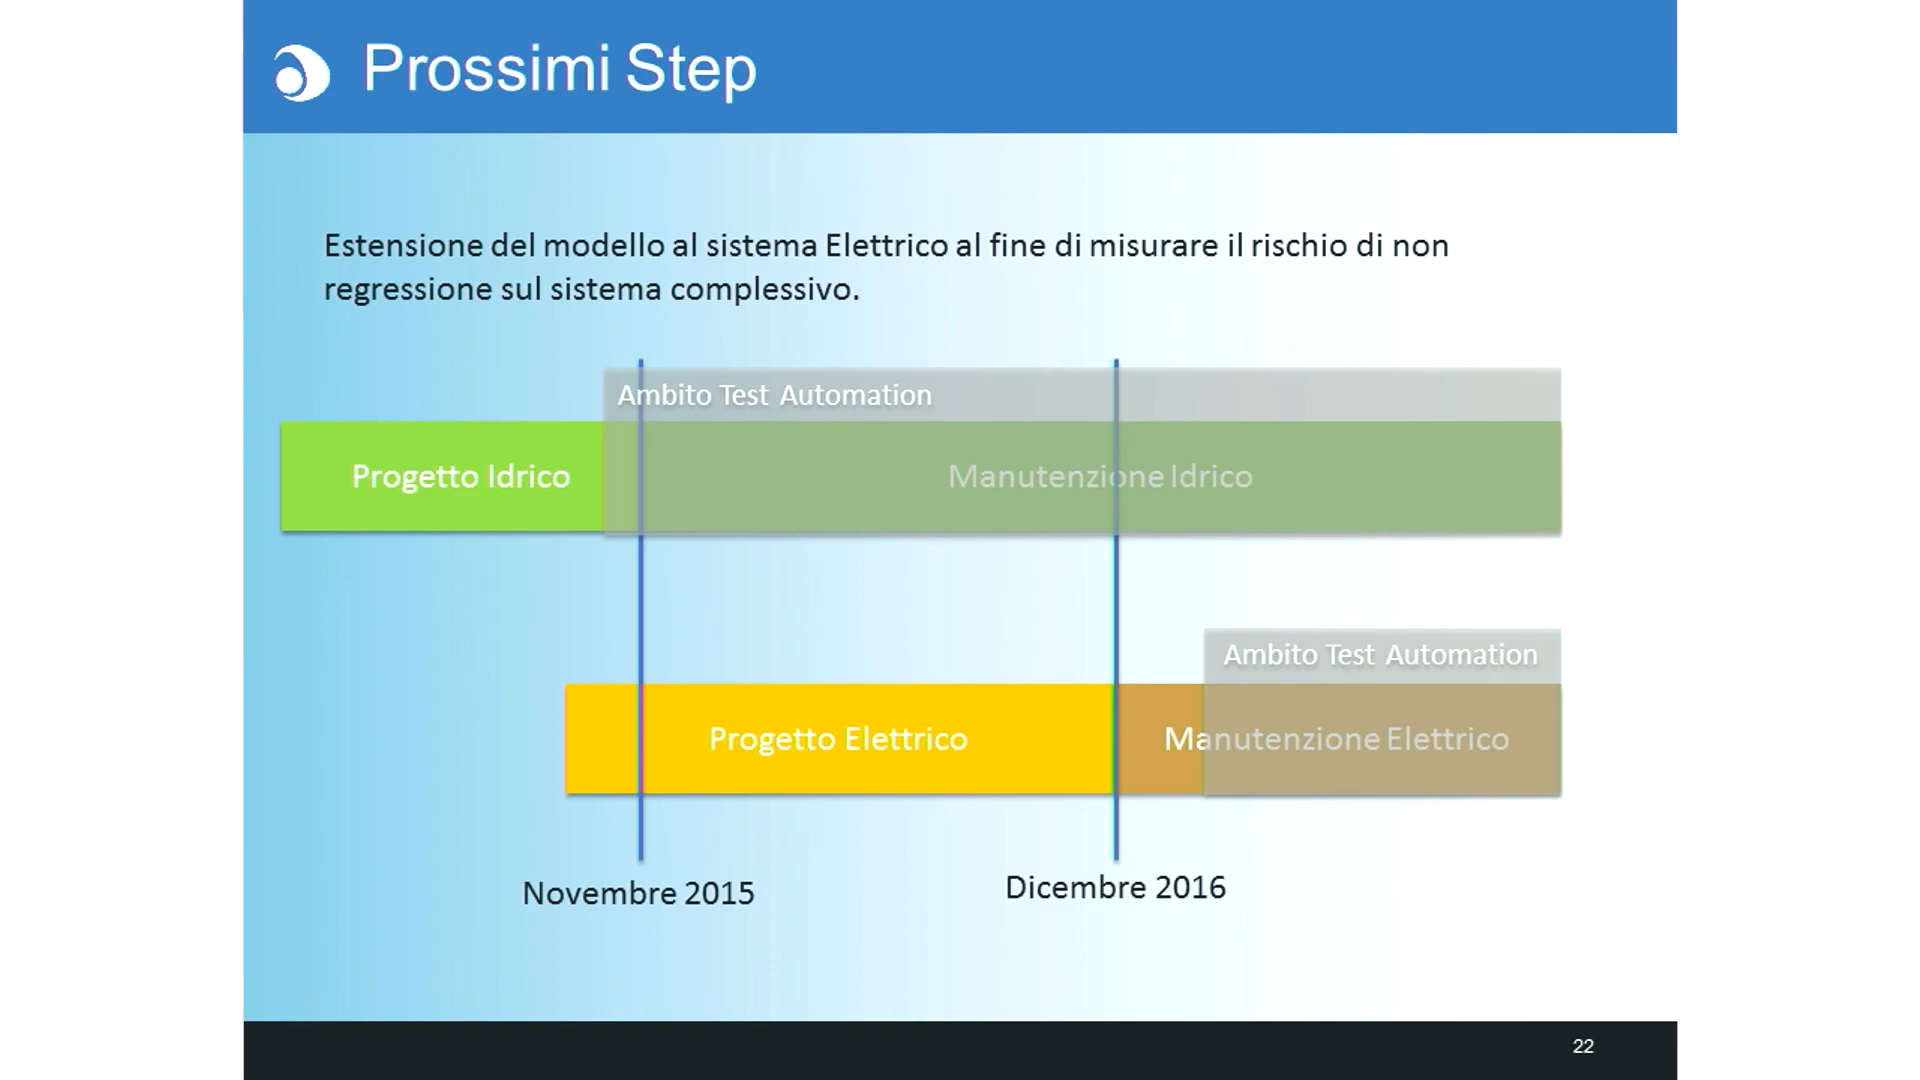 Prossimi Step
Estensione del modello al sistema Elettrico al fine di misurare il rischio di non
regressione sul sistema complessivo.
Ambito Test Automation
Progetto Idrico
Manutenzione Idrico
Ambito Test Automation
Progetto Elettrico
Manutenzione Elettrico
Novembre 2015
Dicembre 2016
22